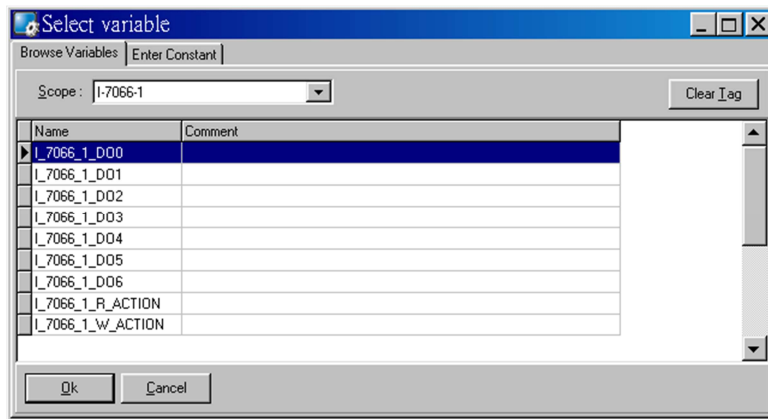 Select variable
Browse Variables Enter Constant
Scope : I-7066-1 Clear Tag
Name Comment
I_7066_1_DO0
I_7066_1_DO1
I_7066_1_DO2
I_7066_1_DO3
I_7066_1_DO4
I_7066_1_DO5
I_7066_1_DO6
I_7066_1_R_ACTION
I_7066_1_W_ACTION
Ok Cancel